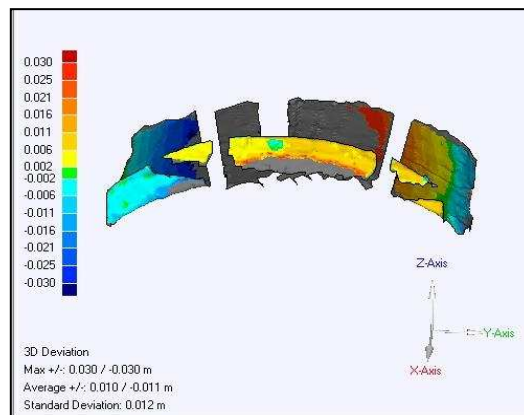 0.030
0.025
0.020
0.016
0.011
0.006
0.002
-0.002
-0.006
-0.011
-0.016
-0.021
-0.025
-0.030
Z-Axis
Y-Axis
X-Axis
3D Deviation
Max +/-: 0.030 / -0.030 m
Average +/-: 0.010 / -0.011 m
Standard Deviation: 0.012 m